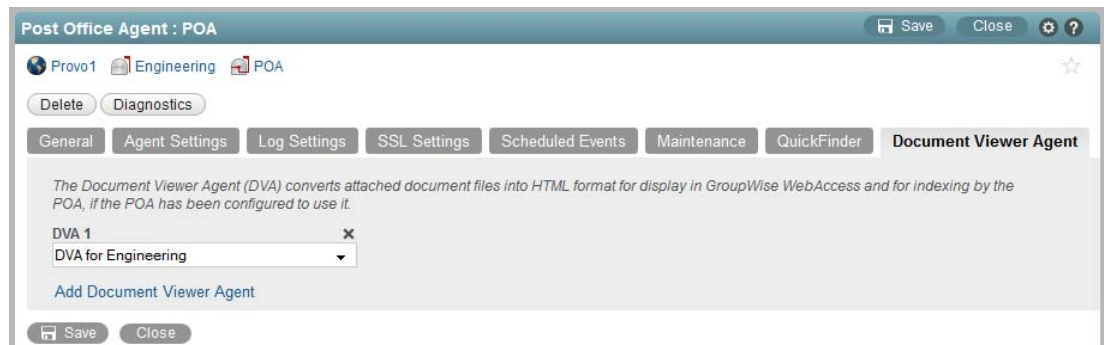 Post Office Agent : POA Save Close ?
Provo1 Engineering POA
Delete Diagnostics
General Agent Settings Log Settings SSL Settings Scheduled Events Maintenance QuickFinder Document Viewer Agent
The Document Viewer Agent (DVA) converts attached document files into HTML format for display in GroupWise WebAccess and for indexing by the
POA, if the POA has been configured to use it.
DVA 1
DVA for Engineering
Add Document Viewer Agent
Save Close